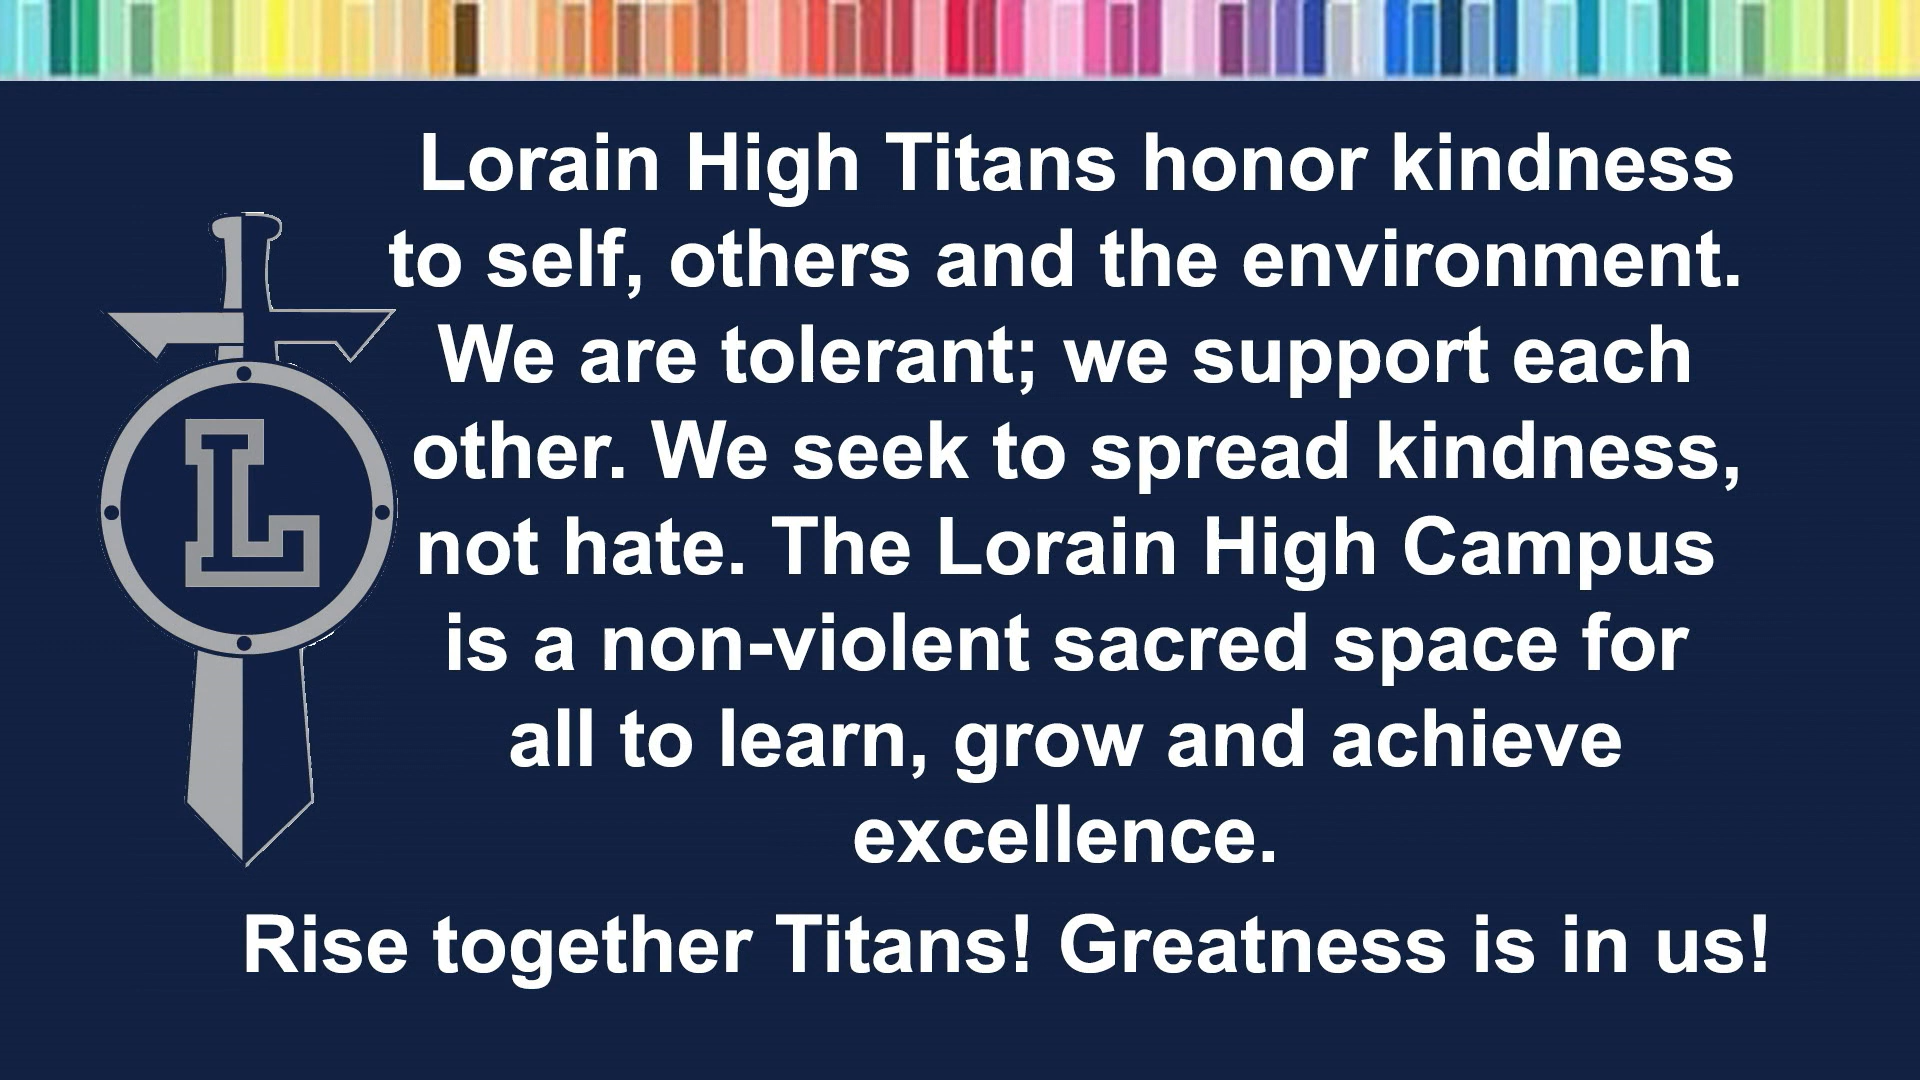 Lorain High Titans honor kindness
to self, others and the environment.
We are tolerant; we support each
other. We seek to spread kindness,
not hate. The Lorain High Campus
is a non-violent sacred space for
all to learn, grow and achieve
excellence.
Rise together Titans! Greatness is in us!
L